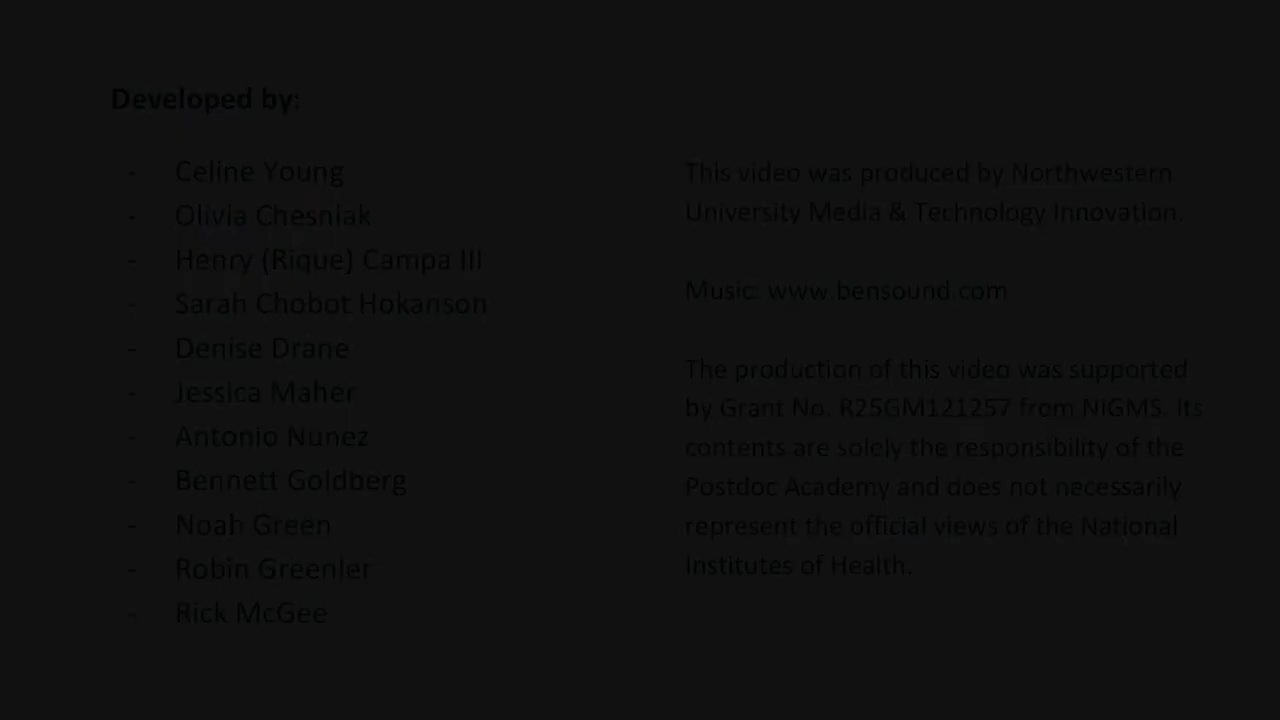 Developed by:
- Celine Young
- Olivia Chesniak
- Henry (Rique) Campa III
- Sarah Chobot Hokanson
- Denise Drane
- Jessica Maher
- Antonio Nunez
- Bennett Goldberg
- Noah Green
- Robin Greenler
- Rick McGee
This video was produced by Northwestern
University Media & Technology Innovation.
Music: www.bensound.com
The production of this video was supported
by Grant No. R25GM121257 from NIGMS. Its
contents are solely the responsibility of the
Postdoc Academy and does not necessarily
represent the official views of the National
Institutes of Health.